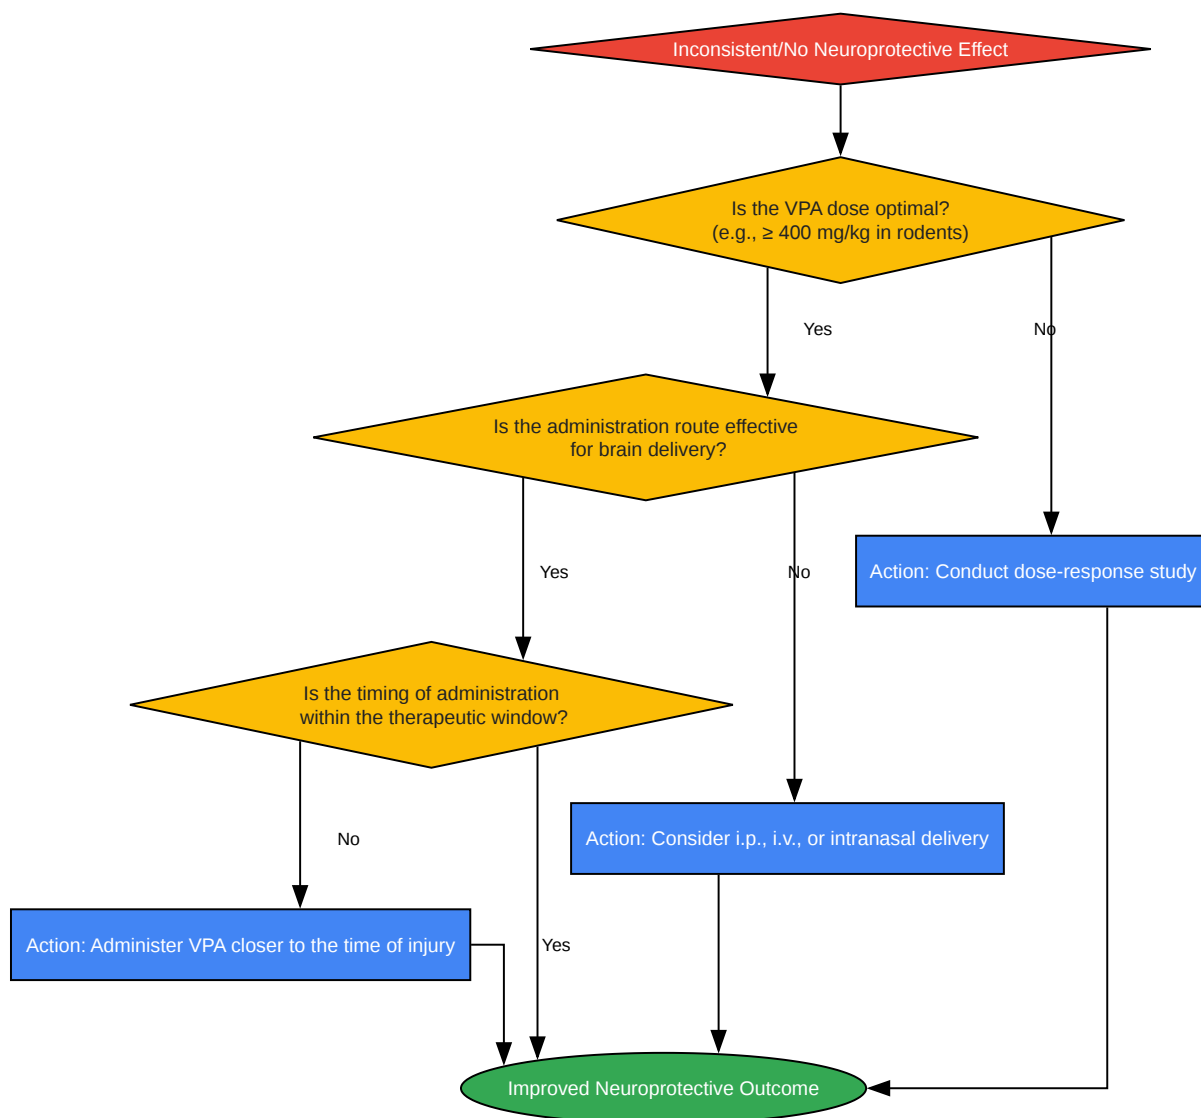 Inconsistent/No Neuroprotective Effect
Is the VPA dose optimal?
(e.g., ≥ 400 mg/kg in rodents)
Yes
No
Is the administration route effective
for brain delivery?
Yes
No
Action: Conduct dose-response study
Is the timing of administration
within the therapeutic window?
No
Action: Consider i.p., i.v., or intranasal delivery
Action: Administer VPA closer to the time of injury
Yes
Improved Neuroprotective Outcome